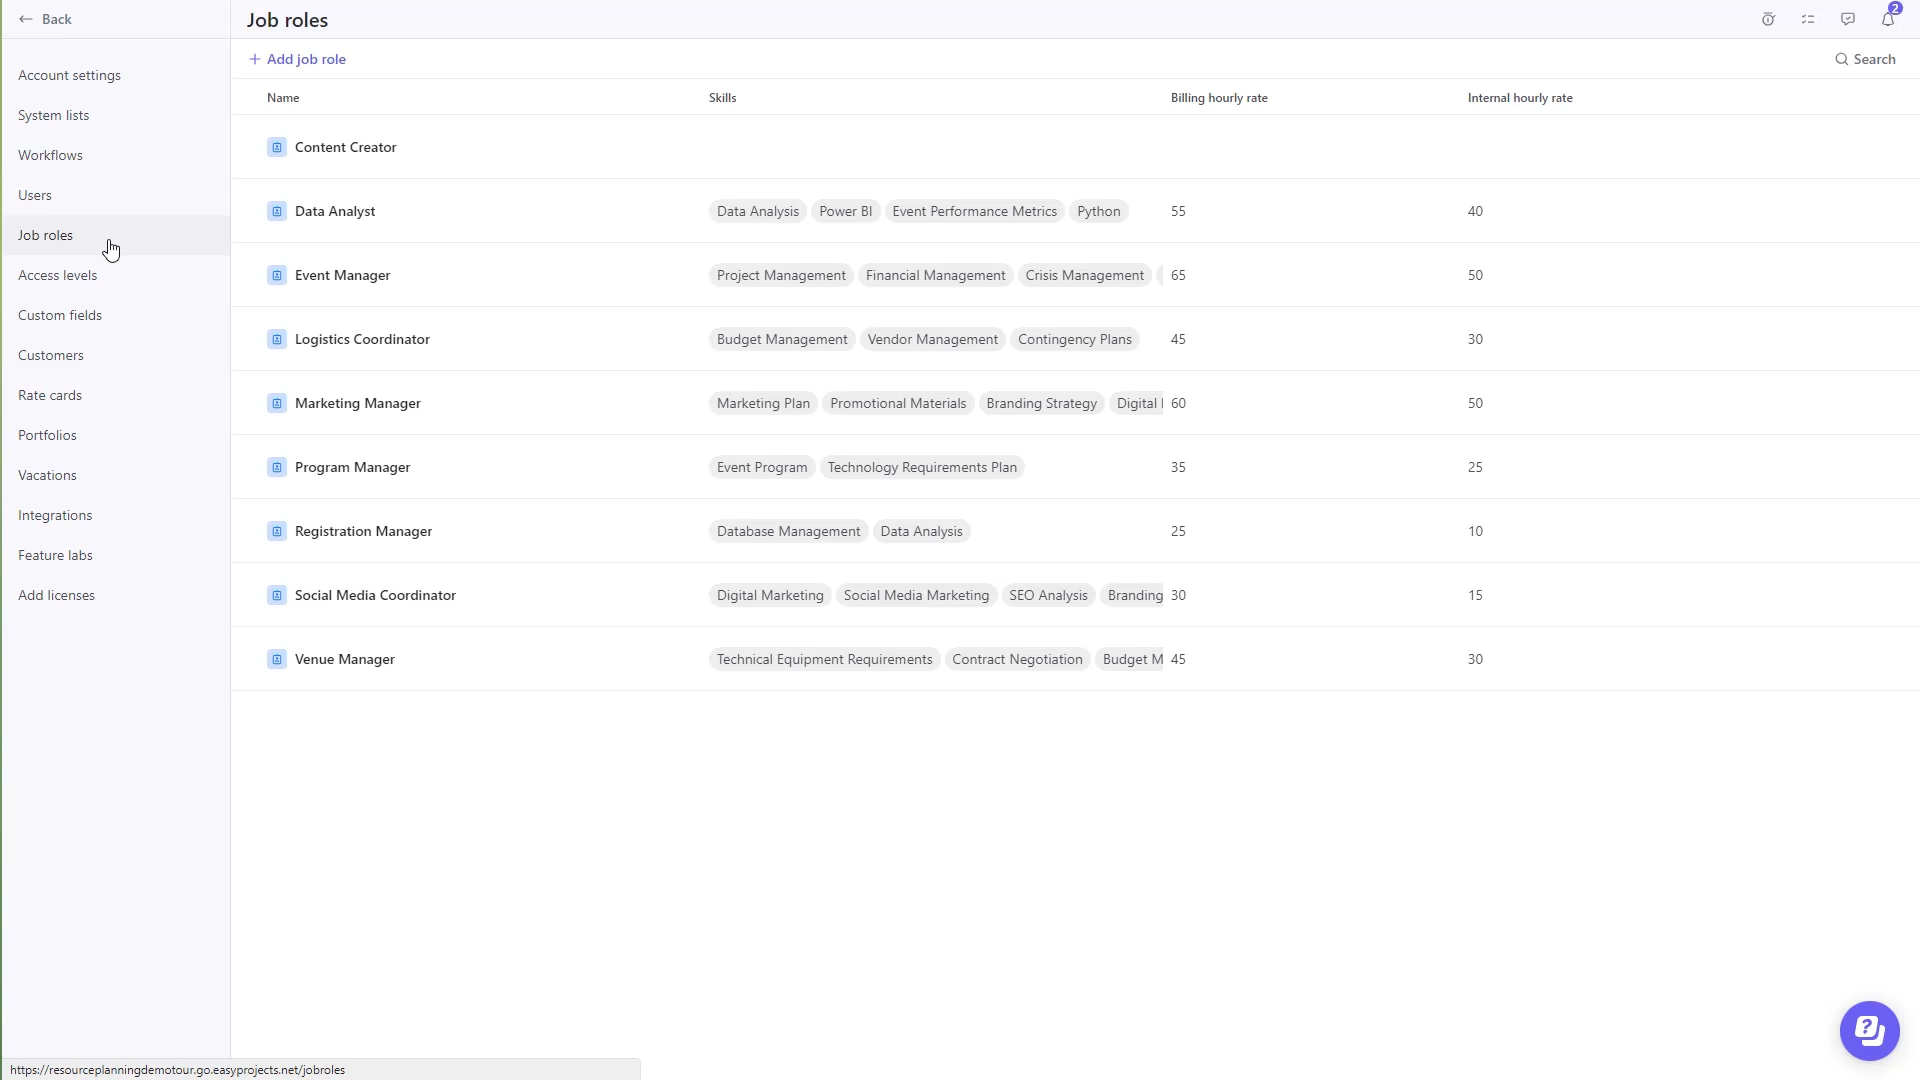 Back
Job roles
2
Add job role
Search
Account settings
System lists
Workflows
Users
Job roles
Access levels
Custom fields
Customers
Rate cards
Portfolios
Vacations
Integrations
Feature labs
Add licenses
Name Skills Billing hourly rate Internal hourly rate
Content Creator
Data Analyst Data Analysis Power BI Event Performance Metrics Python 55 40
Event Manager Project Management Financial Management Crisis Management 65 50
Logistics Coordinator Budget Management Vendor Management Contingency Plans 45 30
Marketing Manager Marketing Plan Promotional Materials Branding Strategy Digital 60 50
Program Manager Event Program Technology Requirements Plan 35 25
Registration Manager Database Management Data Analysis 25 10
Social Media Coordinator Digital Marketing Social Media Marketing SEO Analysis Branding 30 15
Venue Manager Technical Equipment Requirements Contract Negotiation Budget M 45 30
?
https://resourceplanningdemotour.go.easyprojects.net/jobroles